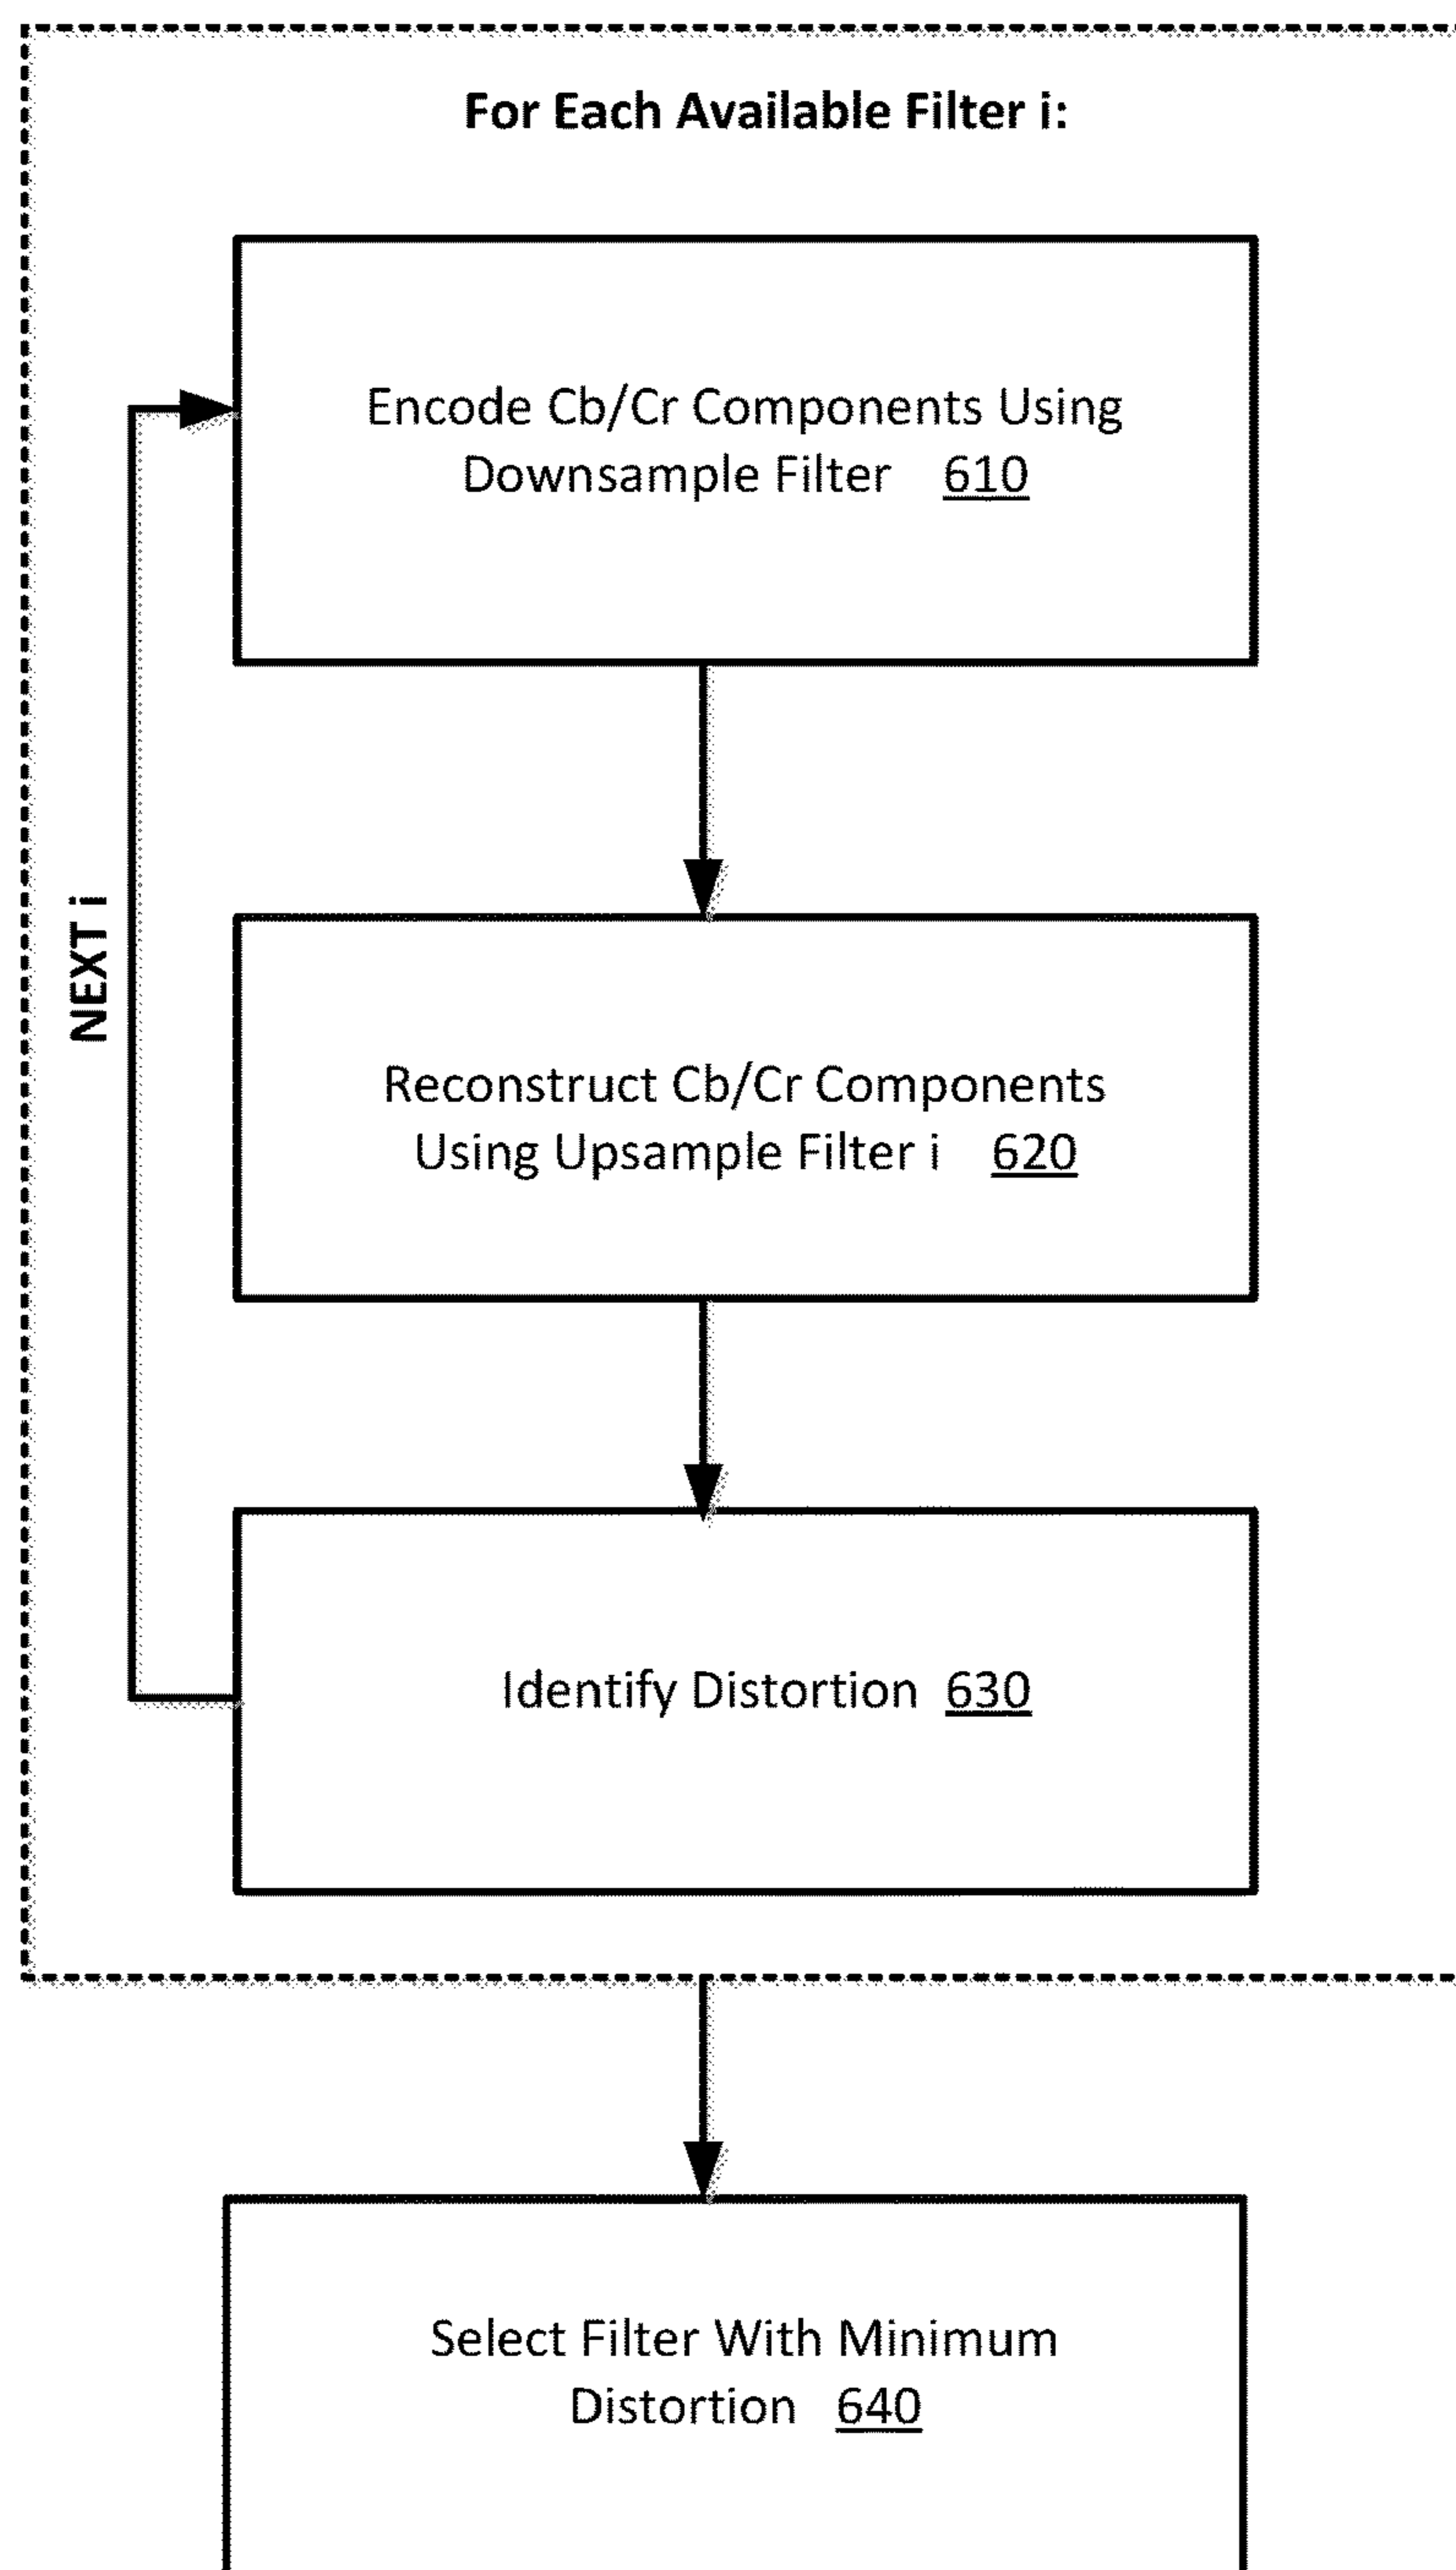 For Each Available Filter i:
Encode Cb/Cr Components Using
Downsample Filter 610
NEXT i
Reconstruct Cb/Cr Components
Using Upsample Filter i 620
Identify Distortion 630
Select Filter With Minimum
Distortion 640